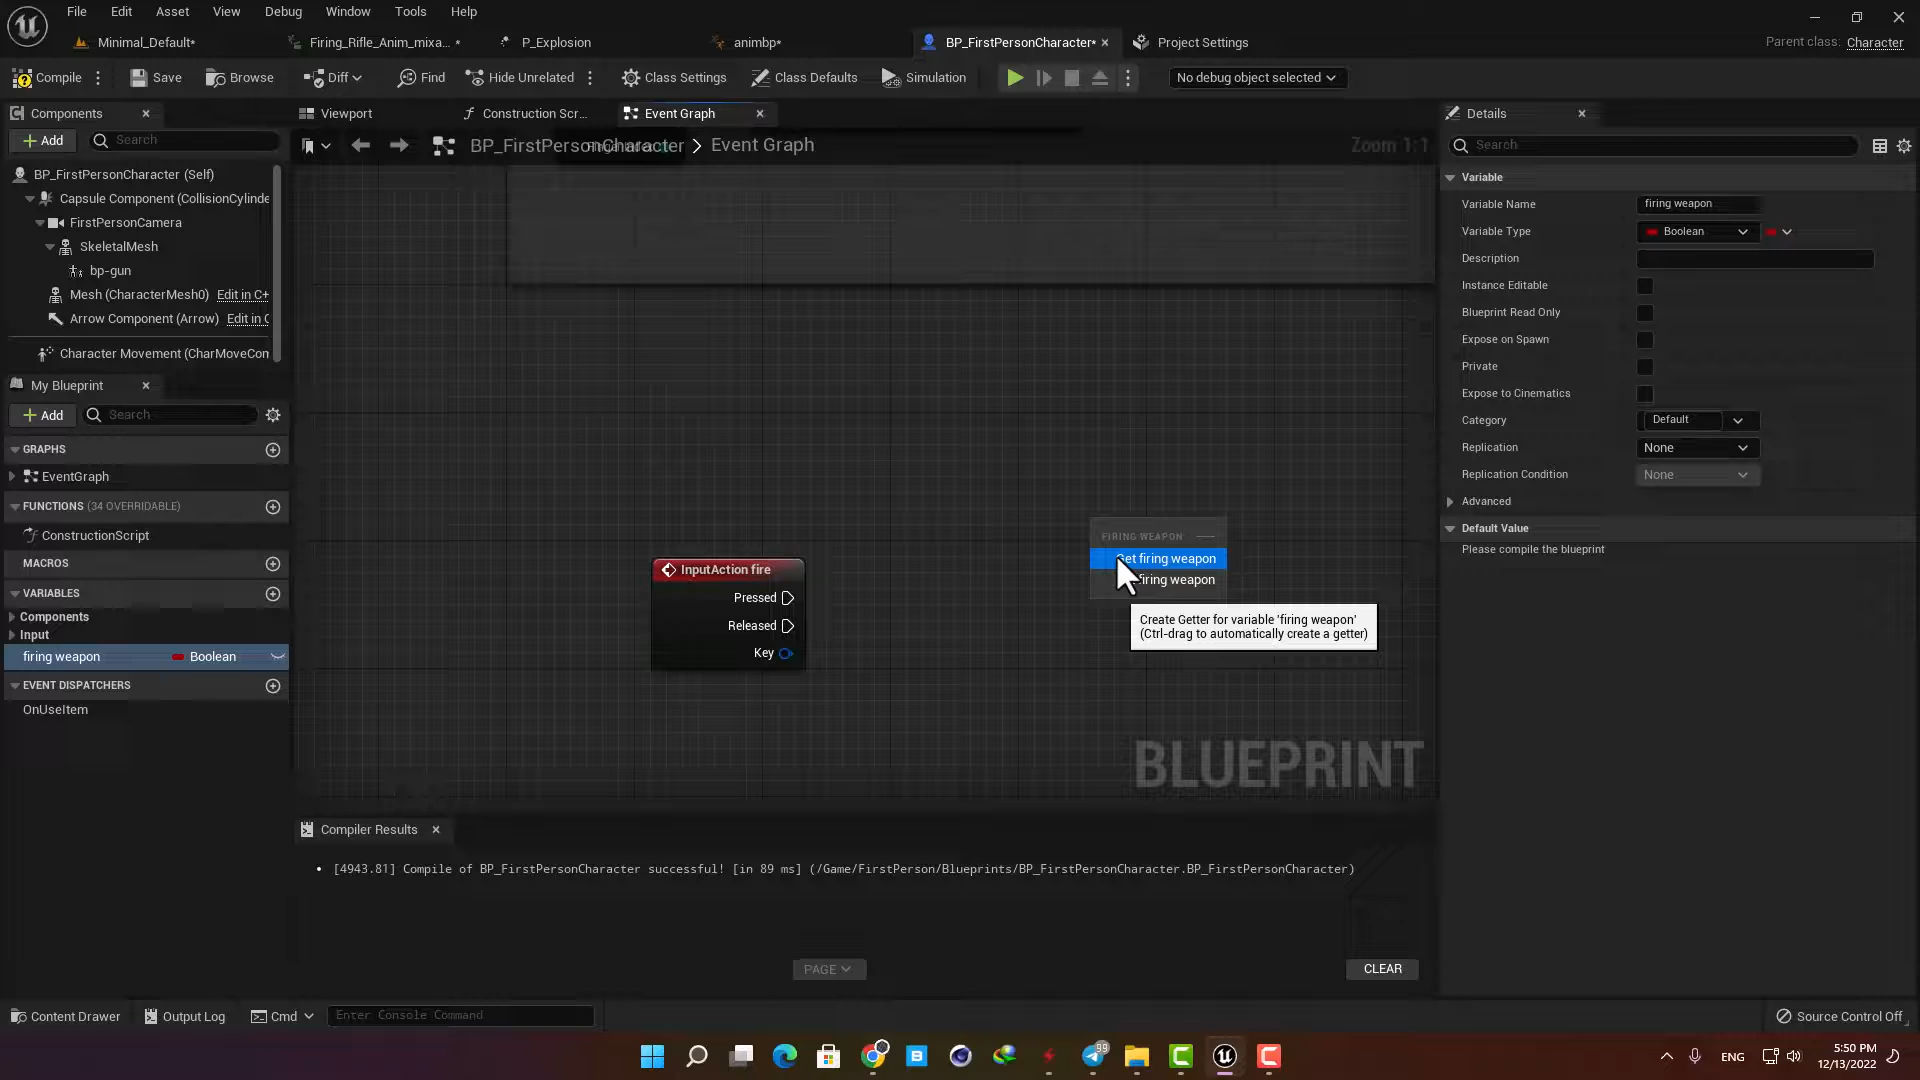 File Edit Asset View Debug Window Tools Help
Minimal_Default* Firing_Rifle_Anim_mixa... * P_Explosion animbp* BP_FirstPersonCharacter* Project Settings Parent class: Character
Compile Save Browse Diff Find Hide Unrelated Class Settings Class Defaults Simulation No debug object selected
Components Viewport Construction Scr... Event Graph Details
Add Search BP_FirstPersonCharacter > Event Graph Zoom 1:1 Search
BP_FirstPersonCharacter (Self)
Capsule Component (CollisionCylinde
FirstPersonCamera
SkeletalMesh
bp-gun
Mesh (CharacterMesh0) Edit in C+
Arrow Component (Arrow) Edit in C
Character Movement (CharMoveCom
My Blueprint
Add Search
GRAPHS
EventGraph
FUNCTIONS (34 OVERRIDABLE)
ConstructionScript
MACROS
VARIABLES
Components
Input
firing weapon Boolean
EVENT DISPATCHERS
OnUseItem
InputAction fire
Pressed
Released
Key
FIRING WEAPON
Get firing weapon
firing weapon
Create Getter for variable 'firing weapon'
(Ctrl-drag to automatically create a getter)
BLUEPRINT
Variable
Variable Name firing weapon
Variable Type Boolean
Description
Instance Editable
Blueprint Read Only
Expose on Spawn
Private
Expose to Cinematics
Category Default
Replication None
Replication Condition None
Advanced
Default Value
Please compile the blueprint
Compiler Results
[4943.81] Compile of BP_FirstPersonCharacter successful! [in 89 ms] (/Game/FirstPerson/Blueprints/BP_FirstPersonCharacter.BP_FirstPersonCharacter)
PAGE CLEAR
Content Drawer Output Log Cmd Enter Console Command Source Control Off
99 ENG 5:50 PM
12/13/2022